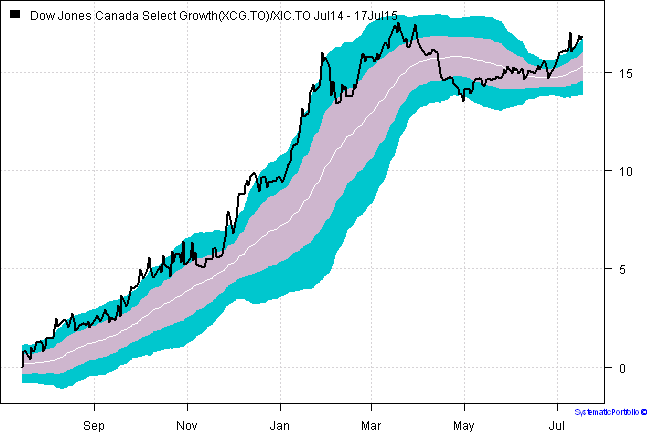 Dow Jones Canada Select Growth(XCG.TO)/XIC.TO Jul14 - 17Jul15
15
10
5
0
Sep Nov Jan Mar May Jul
SystematicPortfolio ©